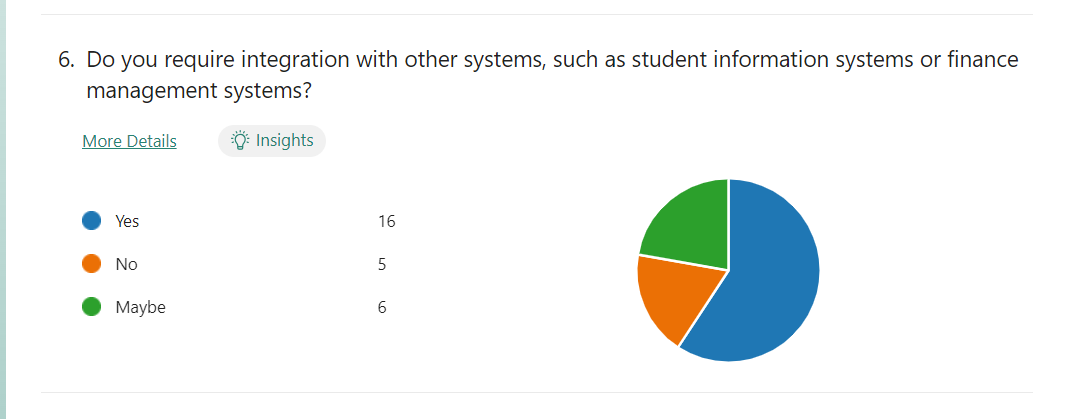 6. Do you require integration with other systems, such as student information systems or finance
management systems?
More Details Insights
Yes 16
No 5
Maybe 6